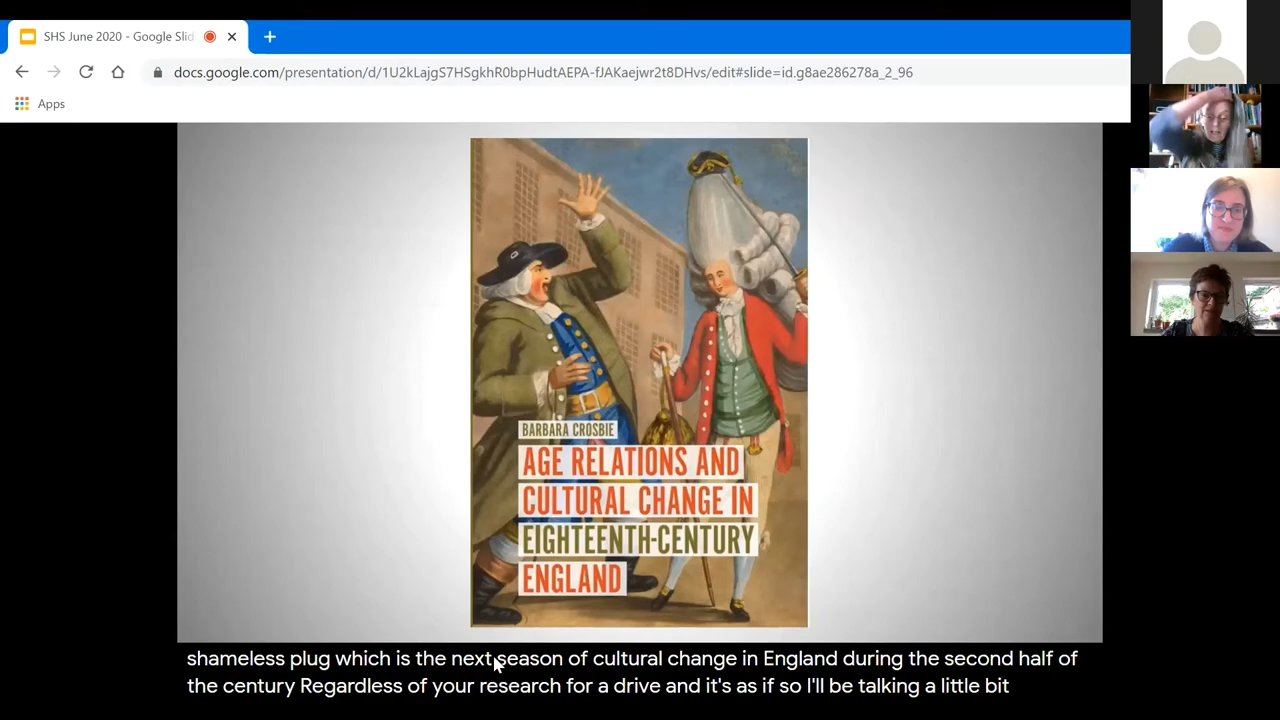 SHS June 2020 - Google Slid
docs.google.com/presentation/d/1U2kLajgS7HSgkhR0bpHudtAEPA-fJAKaejwr2t8DHvs/edit#slide=id.g8ae286278a_2_96
Apps
BARBARA CROSBIE
AGE RELATIONS AND
CULTURAL CHANGE IN
EIGHTEENTH-CENTURY
ENGLAND
shameless plug which is the next season of cultural change in England during the second half of
the century Regardless of your research for a drive and it's as if so I'll be talking a little bit